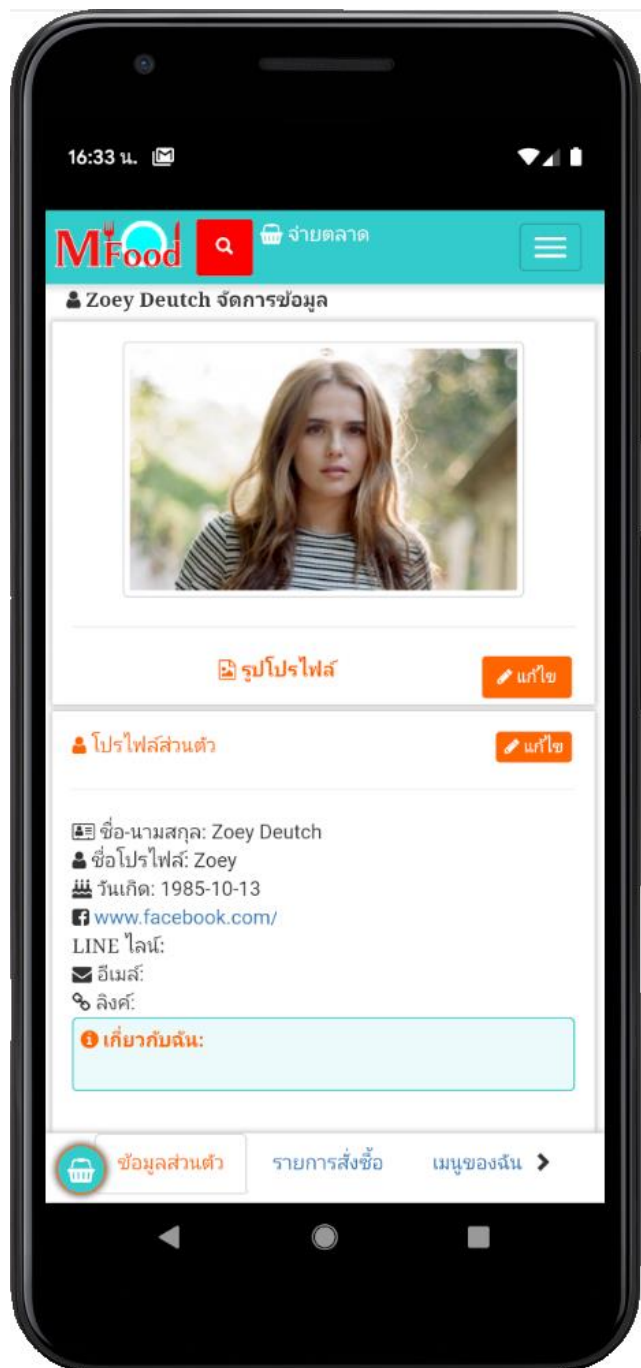 16:33 น.
MFood จ่ายตลาด
Zoey Deutch จัดการข้อมูล
รูปโปรไฟล์
แก้ไข
โปรไฟล์ส่วนตัว
แก้ไข
ชื่อ-นามสกุล: Zoey Deutch
ชื่อโปรไฟล์: Zoey
วันเกิด: 1985-10-13
www.facebook.com/
LINE ไลน์:
อีเมล์:
ลิงค์:
เกี่ยวกับฉัน:
ข้อมูลส่วนตัว รายการสั่งซื้อ เมนูของฉัน